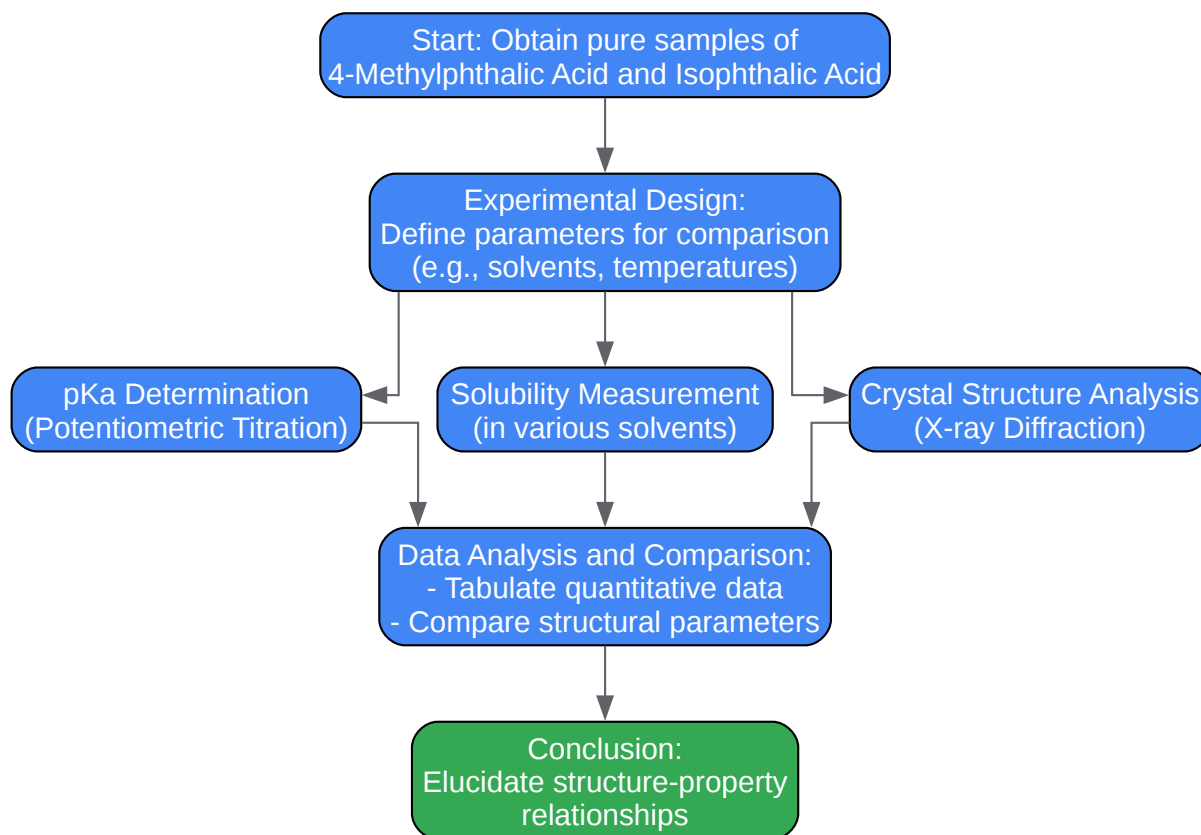 Start: Obtain pure samples of
4-Methylphthalic Acid and Isophthalic Acid
Experimental Design:
Define parameters for comparison
(e.g., solvents, temperatures)
pKa Determination
(Potentiometric Titration)
Solubility Measurement
(in various solvents)
Crystal Structure Analysis
(X-ray Diffraction)
Data Analysis and Comparison:
- Tabulate quantitative data
- Compare structural parameters
Conclusion:
Elucidate structure-property
relationships